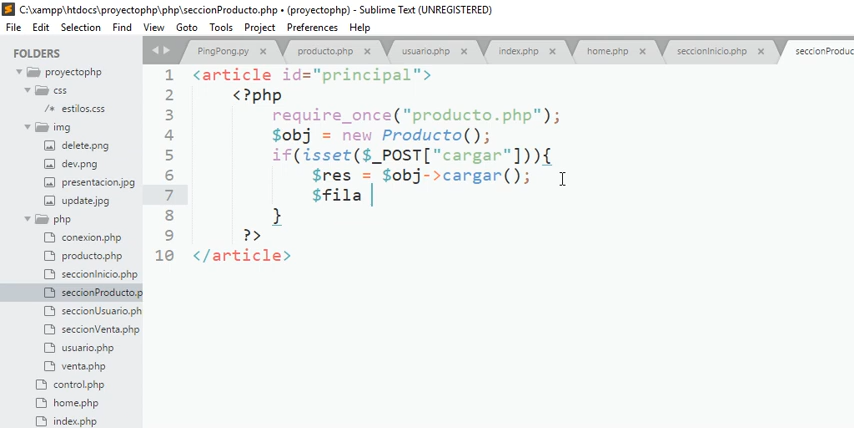 C:\xampp\htdocs\proyectophp\php\seccionProducto.php • (proyectophp) - Sublime Text (UNREGISTERED)
File Edit Selection Find View Goto Tools Project Preferences Help
FOLDERS
proyectophp
css
/* estilos.css
img
delete.png
dev.png
presentacion.jpg
update.jpg
php
conexion.php
producto.php
seccionInicio.php
seccionProducto.p
seccionUsuario.ph
seccionVenta.php
usuario.php
venta.php
control.php
home.php
index.php
PingPong.py × producto.php × usuario.php × index.php × home.php × seccionInicio.php × seccionProduc
1 <article id="principal">
2 <?php
3 require_once("producto.php");
4 $obj = new Producto();
5 if(isset($_POST["cargar"])){
6 $res = $obj->cargar();
7 $fila
8 }
9 ?>
10 </article>